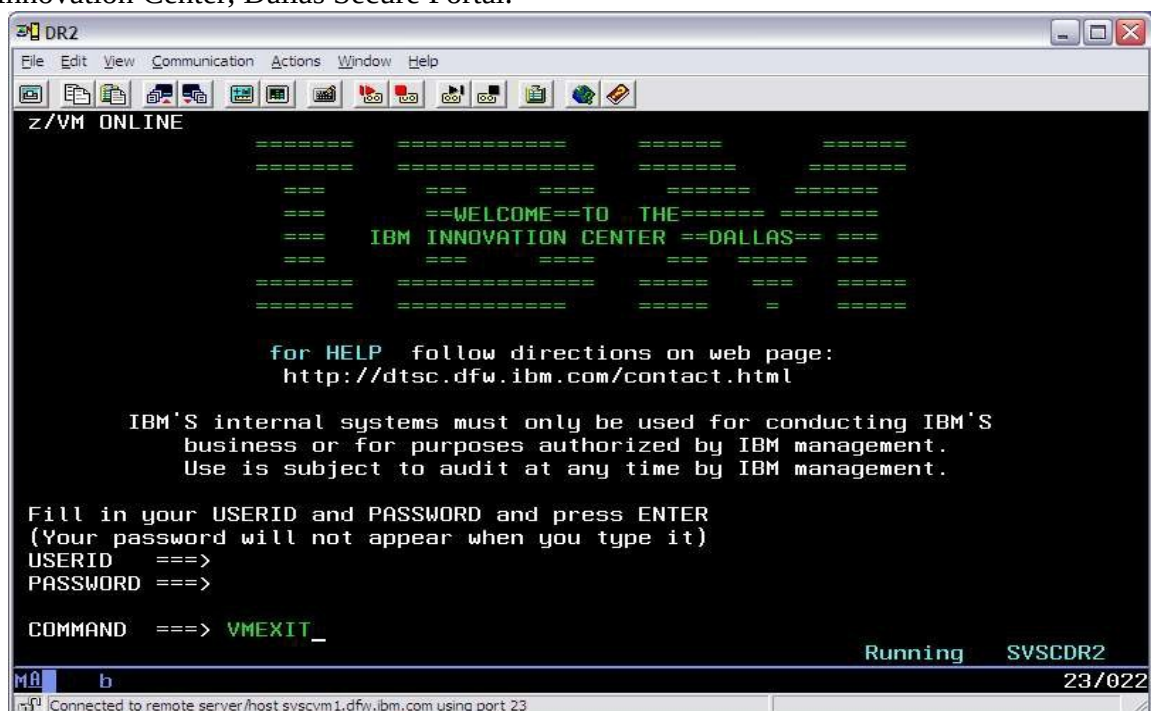 Innovation Center, Dallas Secure Portal.
DR2
File Edit View Communication Actions Window Help
z/VM ONLINE
======= ============ ====== ======
======= ============== ======= =======
=== === ==== ====== ======
=== ==WELCOME==TO THE====== =======
=== IBM INNOVATION CENTER ==DALLAS== ===
=== === ==== === ===== ===
======= ============== ===== === =====
======= ============ ===== = =====
for HELP follow directions on web page:
http://dtsc.dfw.ibm.com/contact.html
IBM'S internal systems must only be used for conducting IBM'S
business or for purposes authorized by IBM management.
Use is subject to audit at any time by IBM management.
Fill in your USERID and PASSWORD and press ENTER
(Your password will not appear when you type it)
USERID ===>
PASSWORD ===>
COMMAND ===> VMEXIT_
Running SVSCDR2
MA b 23/022
Connected to remote server/host svscvm1.dfw.ibm.com using port 23